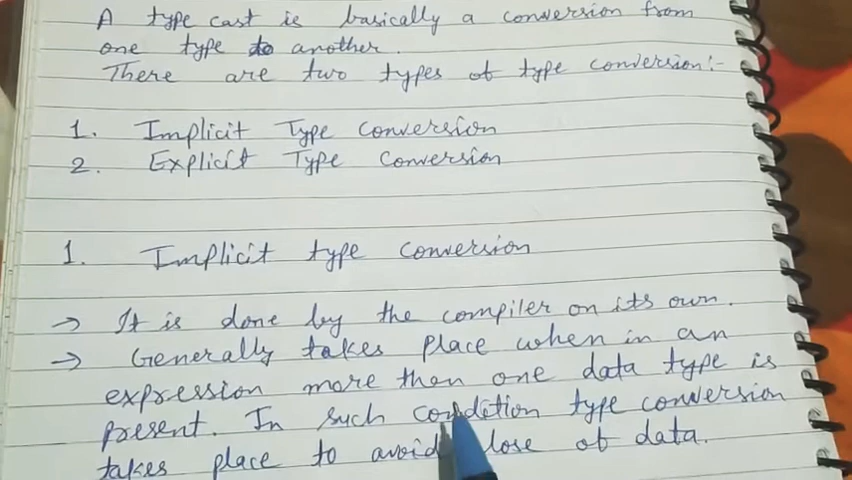 A type cast is basically a conversion from
one type to another.
There are two types of type conversion:-
1. Implicit Type Conversion
2. Explicit Type Conversion
1. Implicit type conversion
→ It is done by the compiler on its own.
→ Generally takes place when in an
expression more then one data type is
present. In such condition type conversion
takes place to avoid lose of data.